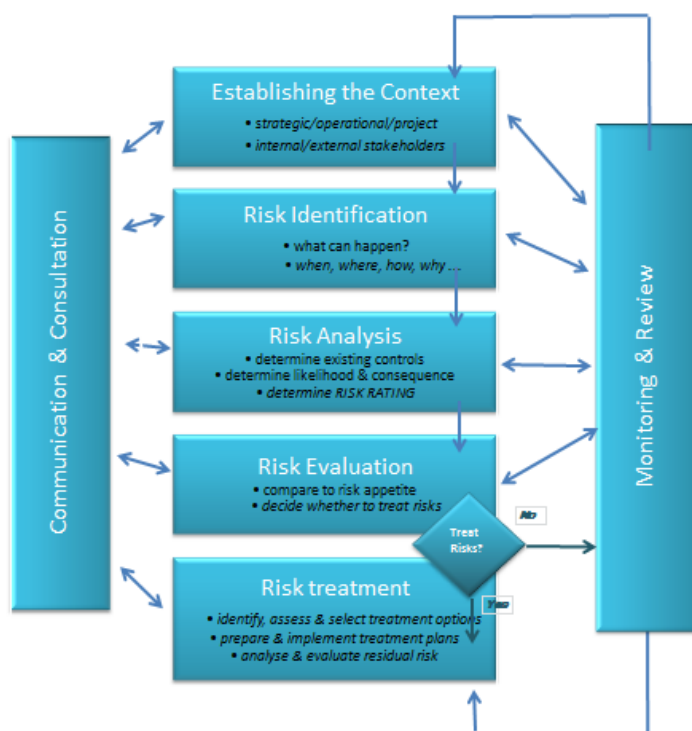 Establishing the Context
• strategic/operational/project
• internal/external stakeholders
Communication & Consultation
Risk Identification
• what can happen?
• when, where, how, why ...
Monitoring & Review
Risk Analysis
• determine existing controls
• determine likelihood & consequence
• determine RISK RATING
Risk Evaluation
• compare to risk appetite
• decide whether to treat risks
No
Treat
Risks?
Yes
Risk treatment
• identify, assess & select treatment options
• prepare & implement treatment plans
• analyse & evaluate residual risk